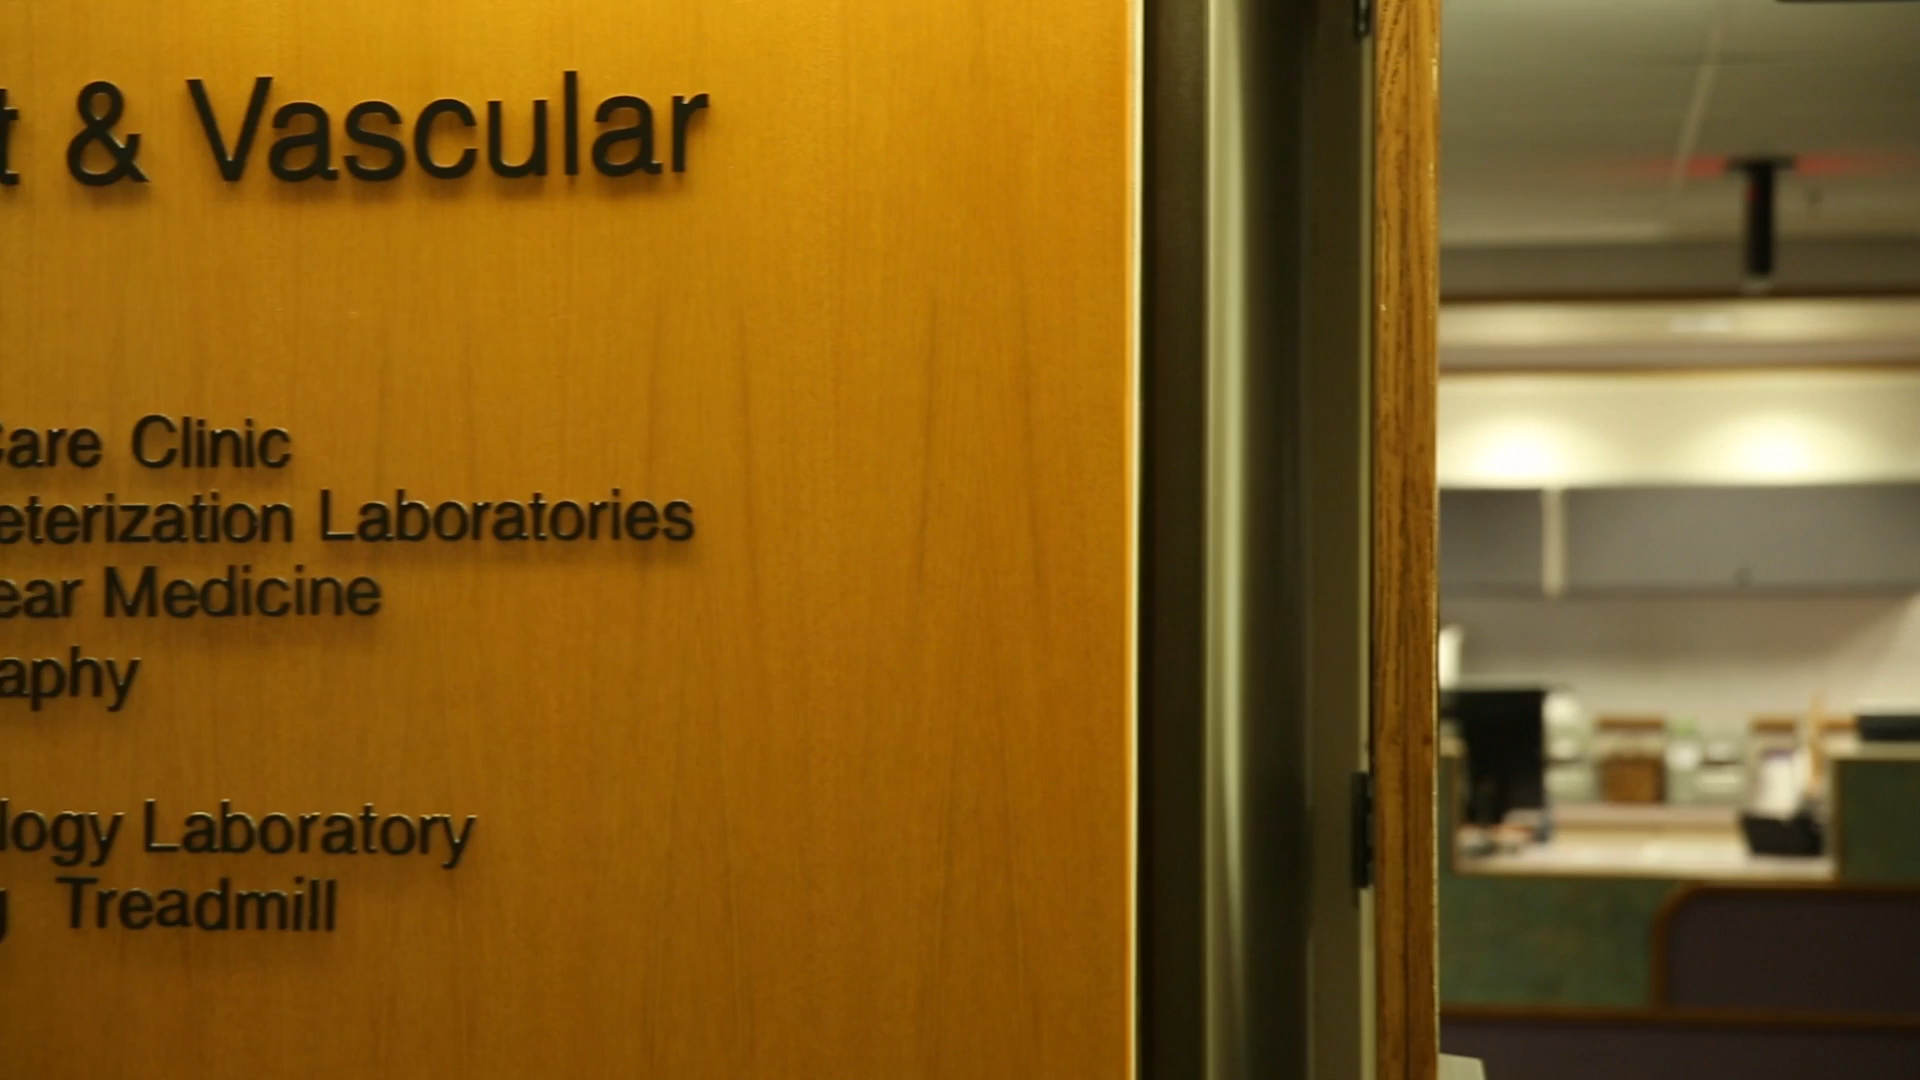 t & Vascular
Care Clinic
eterization Laboratories
ear Medicine
aphy
logy Laboratory
g Treadmill